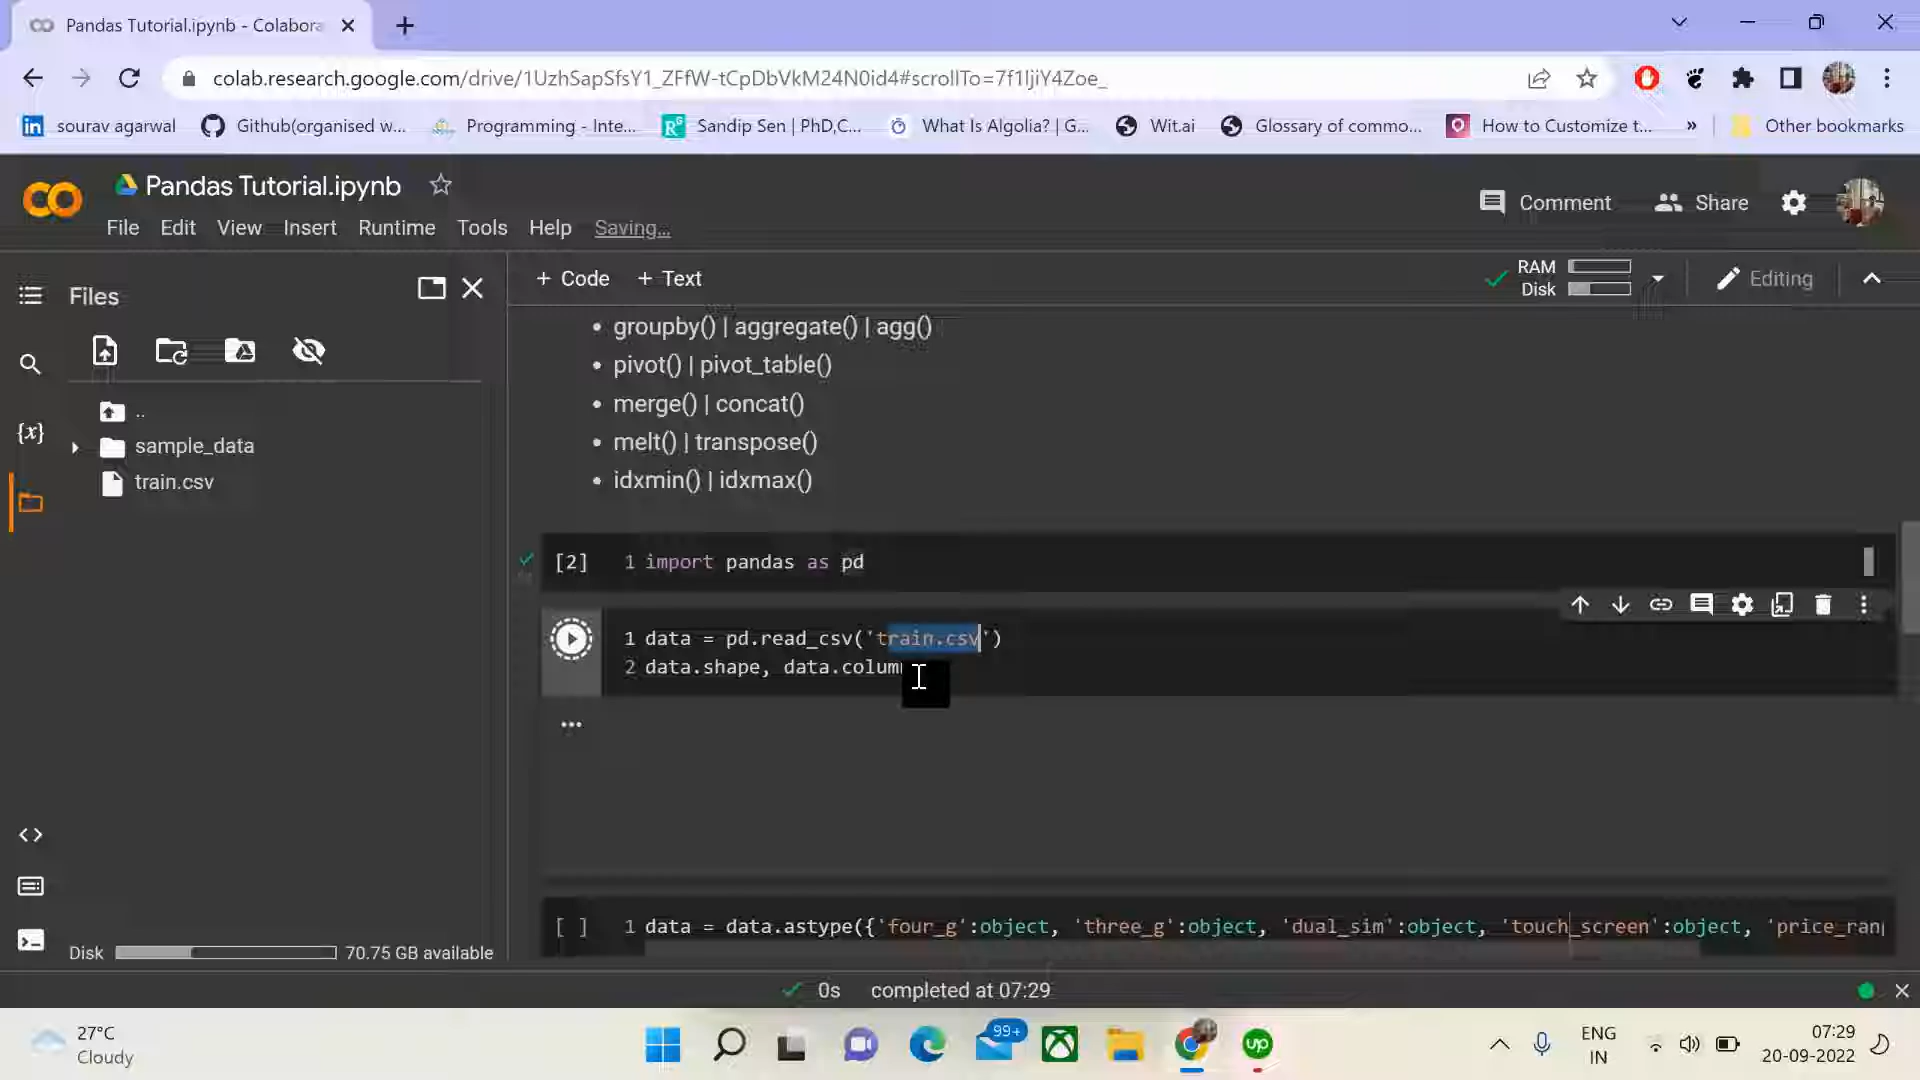 Pandas Tutorial.ipynb - Colabora
colab.research.google.com/drive/1UzhSapSfsY1_ZFfW-tCpDbVkM24N0id4#scrollTo=7f1ljiY4Zoe_
sourav agarwal
Github(organised w...
Programming - Inte...
Sandip Sen | PhD,C...
What Is Algolia? | G...
Wit.ai
Glossary of commo...
How to Customize t...
»
Other bookmarks
Pandas Tutorial.ipynb
Comment
Share
File Edit View Insert Runtime Tools Help Saving...
Files
+ Code + Text
RAM
Disk
Editing
..
sample_data
train.csv
• groupby() | aggregate() | agg()
• pivot() | pivot_table()
• merge() | concat()
• melt() | transpose()
• idxmin() | idxmax()
[2] 1 import pandas as pd
1 data = pd.read_csv('train.csv')
2 data.shape, data.colum
...
[ ] 1 data = data.astype({'four_g':object, 'three_g':object, 'dual_sim':object, 'touch_screen':object, 'price_ran
Disk 70.75 GB available
0s completed at 07:29
27°C
Cloudy
99+
up
ENG
IN
07:29
20-09-2022